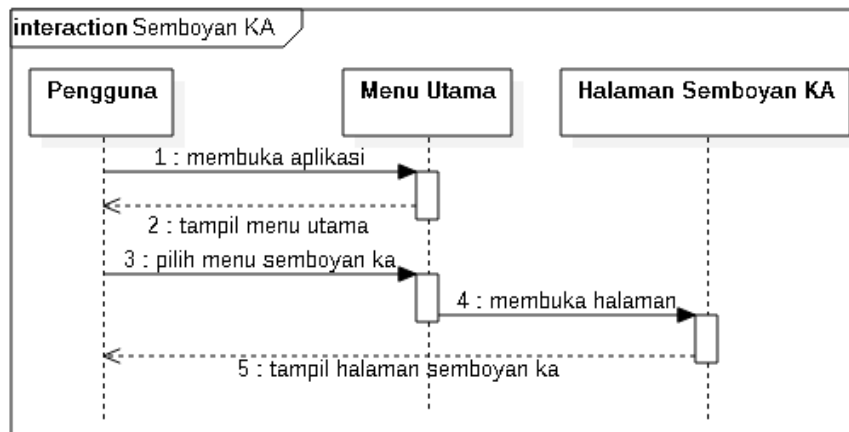 interaction Semboyan KA
Pengguna
Menu Utama
Halaman Semboyan KA
1 : membuka aplikasi
2 : tampil menu utama
3 : pilih menu semboyan ka
4 : membuka halaman
5 : tampil halaman semboyan ka